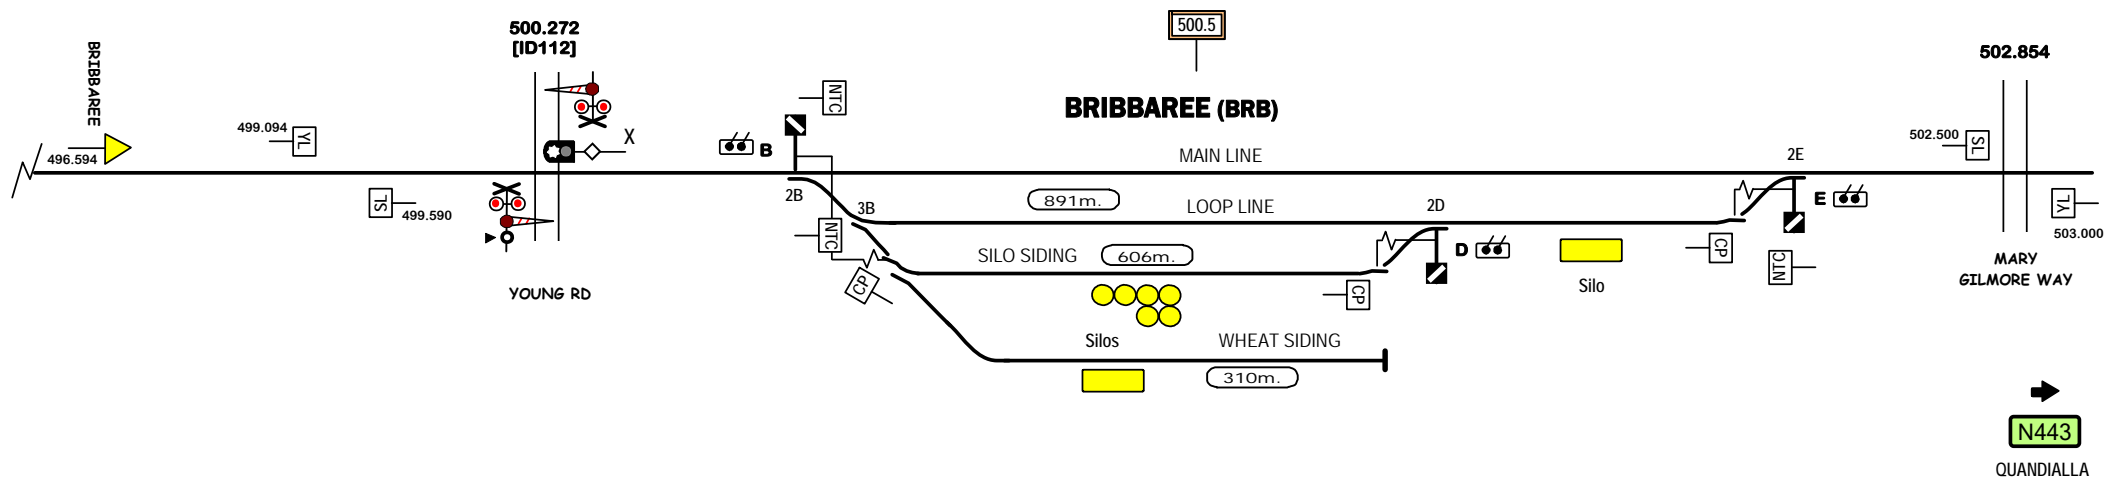 500.5
500.272
[ID112]
502.854
BRIBBAREE
NTC
BRIBBAREE (BRB)
499.094
YL
X
502.500
SL
496.594
B
MAIN LINE
2E
2B
SL
499.590
891m.
LOOP LINE
3B
2D
E
YL
503.000
NTC
D
CP
SILO SIDING
606m.
CP
CP
NTC
Silo
MARY
GILMORE WAY
YOUNG RD
Silos
WHEAT SIDING
310m.
N443
QUANDIALLA